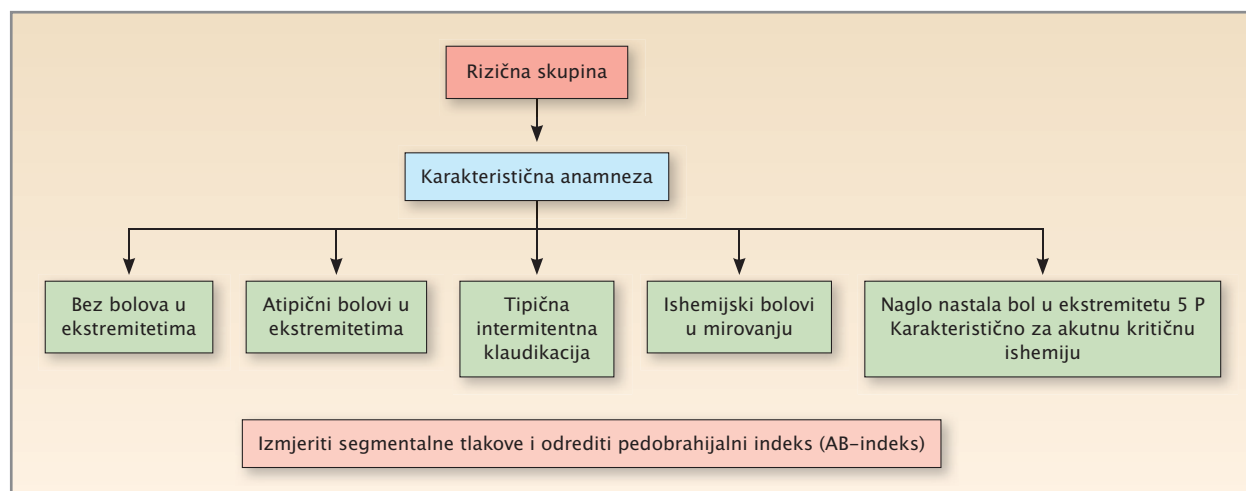 Rizična skupina
Karakteristična anamneza
Bez bolova u
ekstremitetima
Atipični bolovi u
ekstremitetima
Tipična
intermitentna
klaudikacija
Ishemijski bolovi
u mirovanju
Naglo nastala bol u ekstremitetu 5 P
Karakteristično za akutnu kritičnu
ishemiju
Izmjeriti segmentalne tlakove i odrediti pedobrahijalni indeks (AB–indeks)